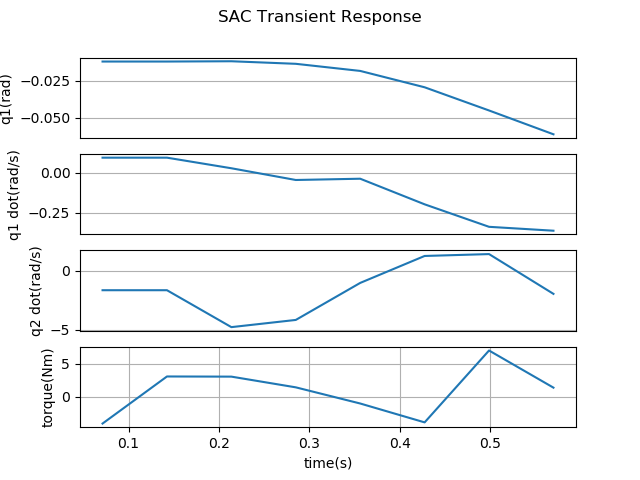 SAC Transient Response
q1(rad)
−0.025
−0.050
q1 dot(rad/s)
0.00
−0.25
q2 dot(rad/s)
0
−5
torque(Nm)
5
0
0.1 0.2 0.3 0.4 0.5
time(s)